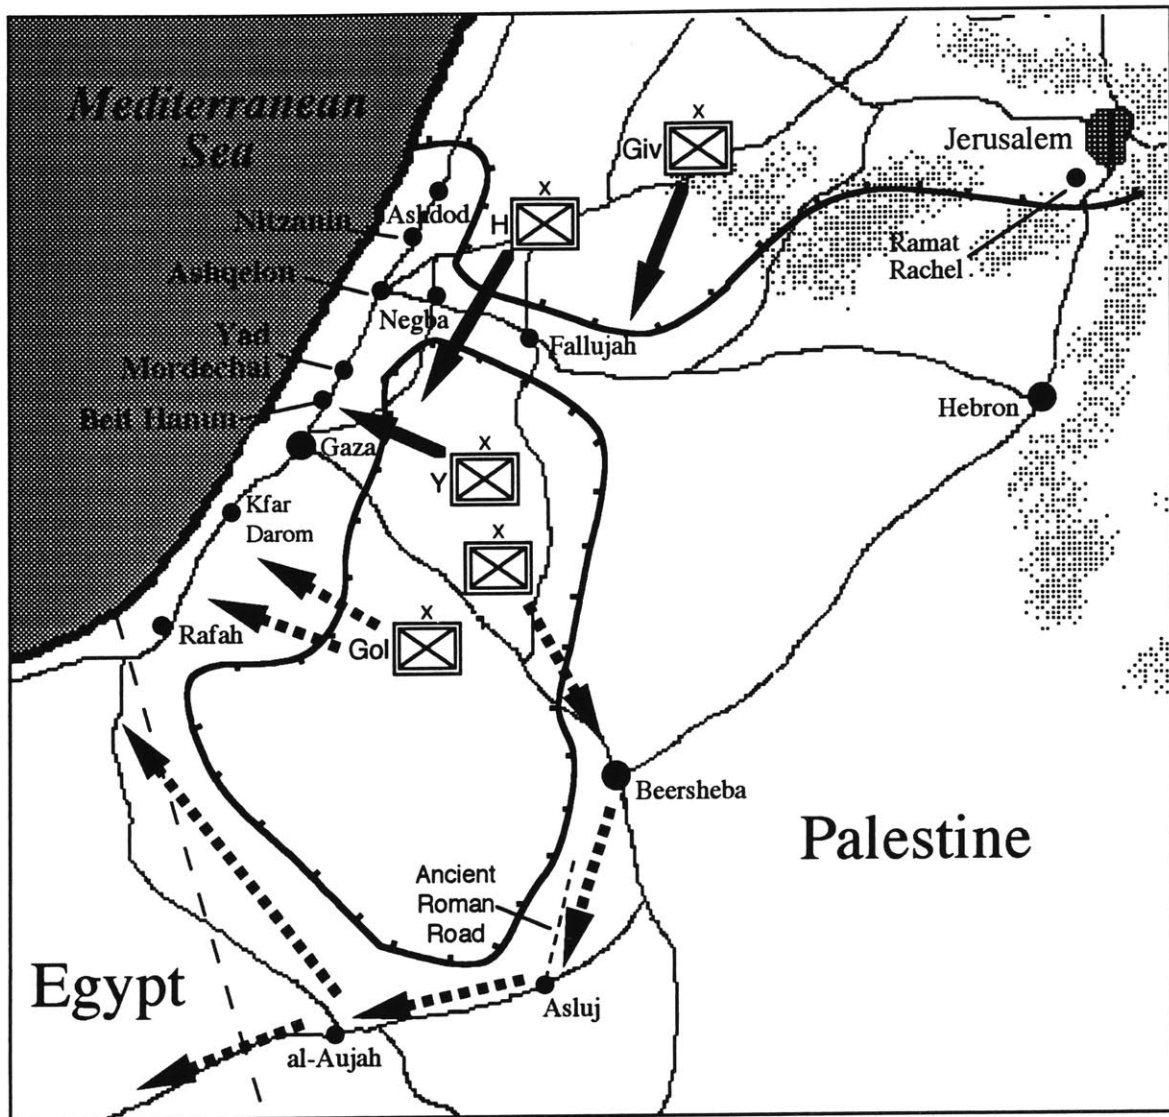 Mediterranean
Sea
Giv
x
Jerusalem
H
x
Ashdod
Nitzanin
Ramat
Rachel
Ashqelon
Negba
Fallujah
Yad
Mordechai
Beit Hanun
Hebron
Gaza
x
Y
Kfar
Darom
x
x
Rafah
Gol
Beersheba
Palestine
Ancient
Roman
Road
Egypt
Asluj
al-Aujah